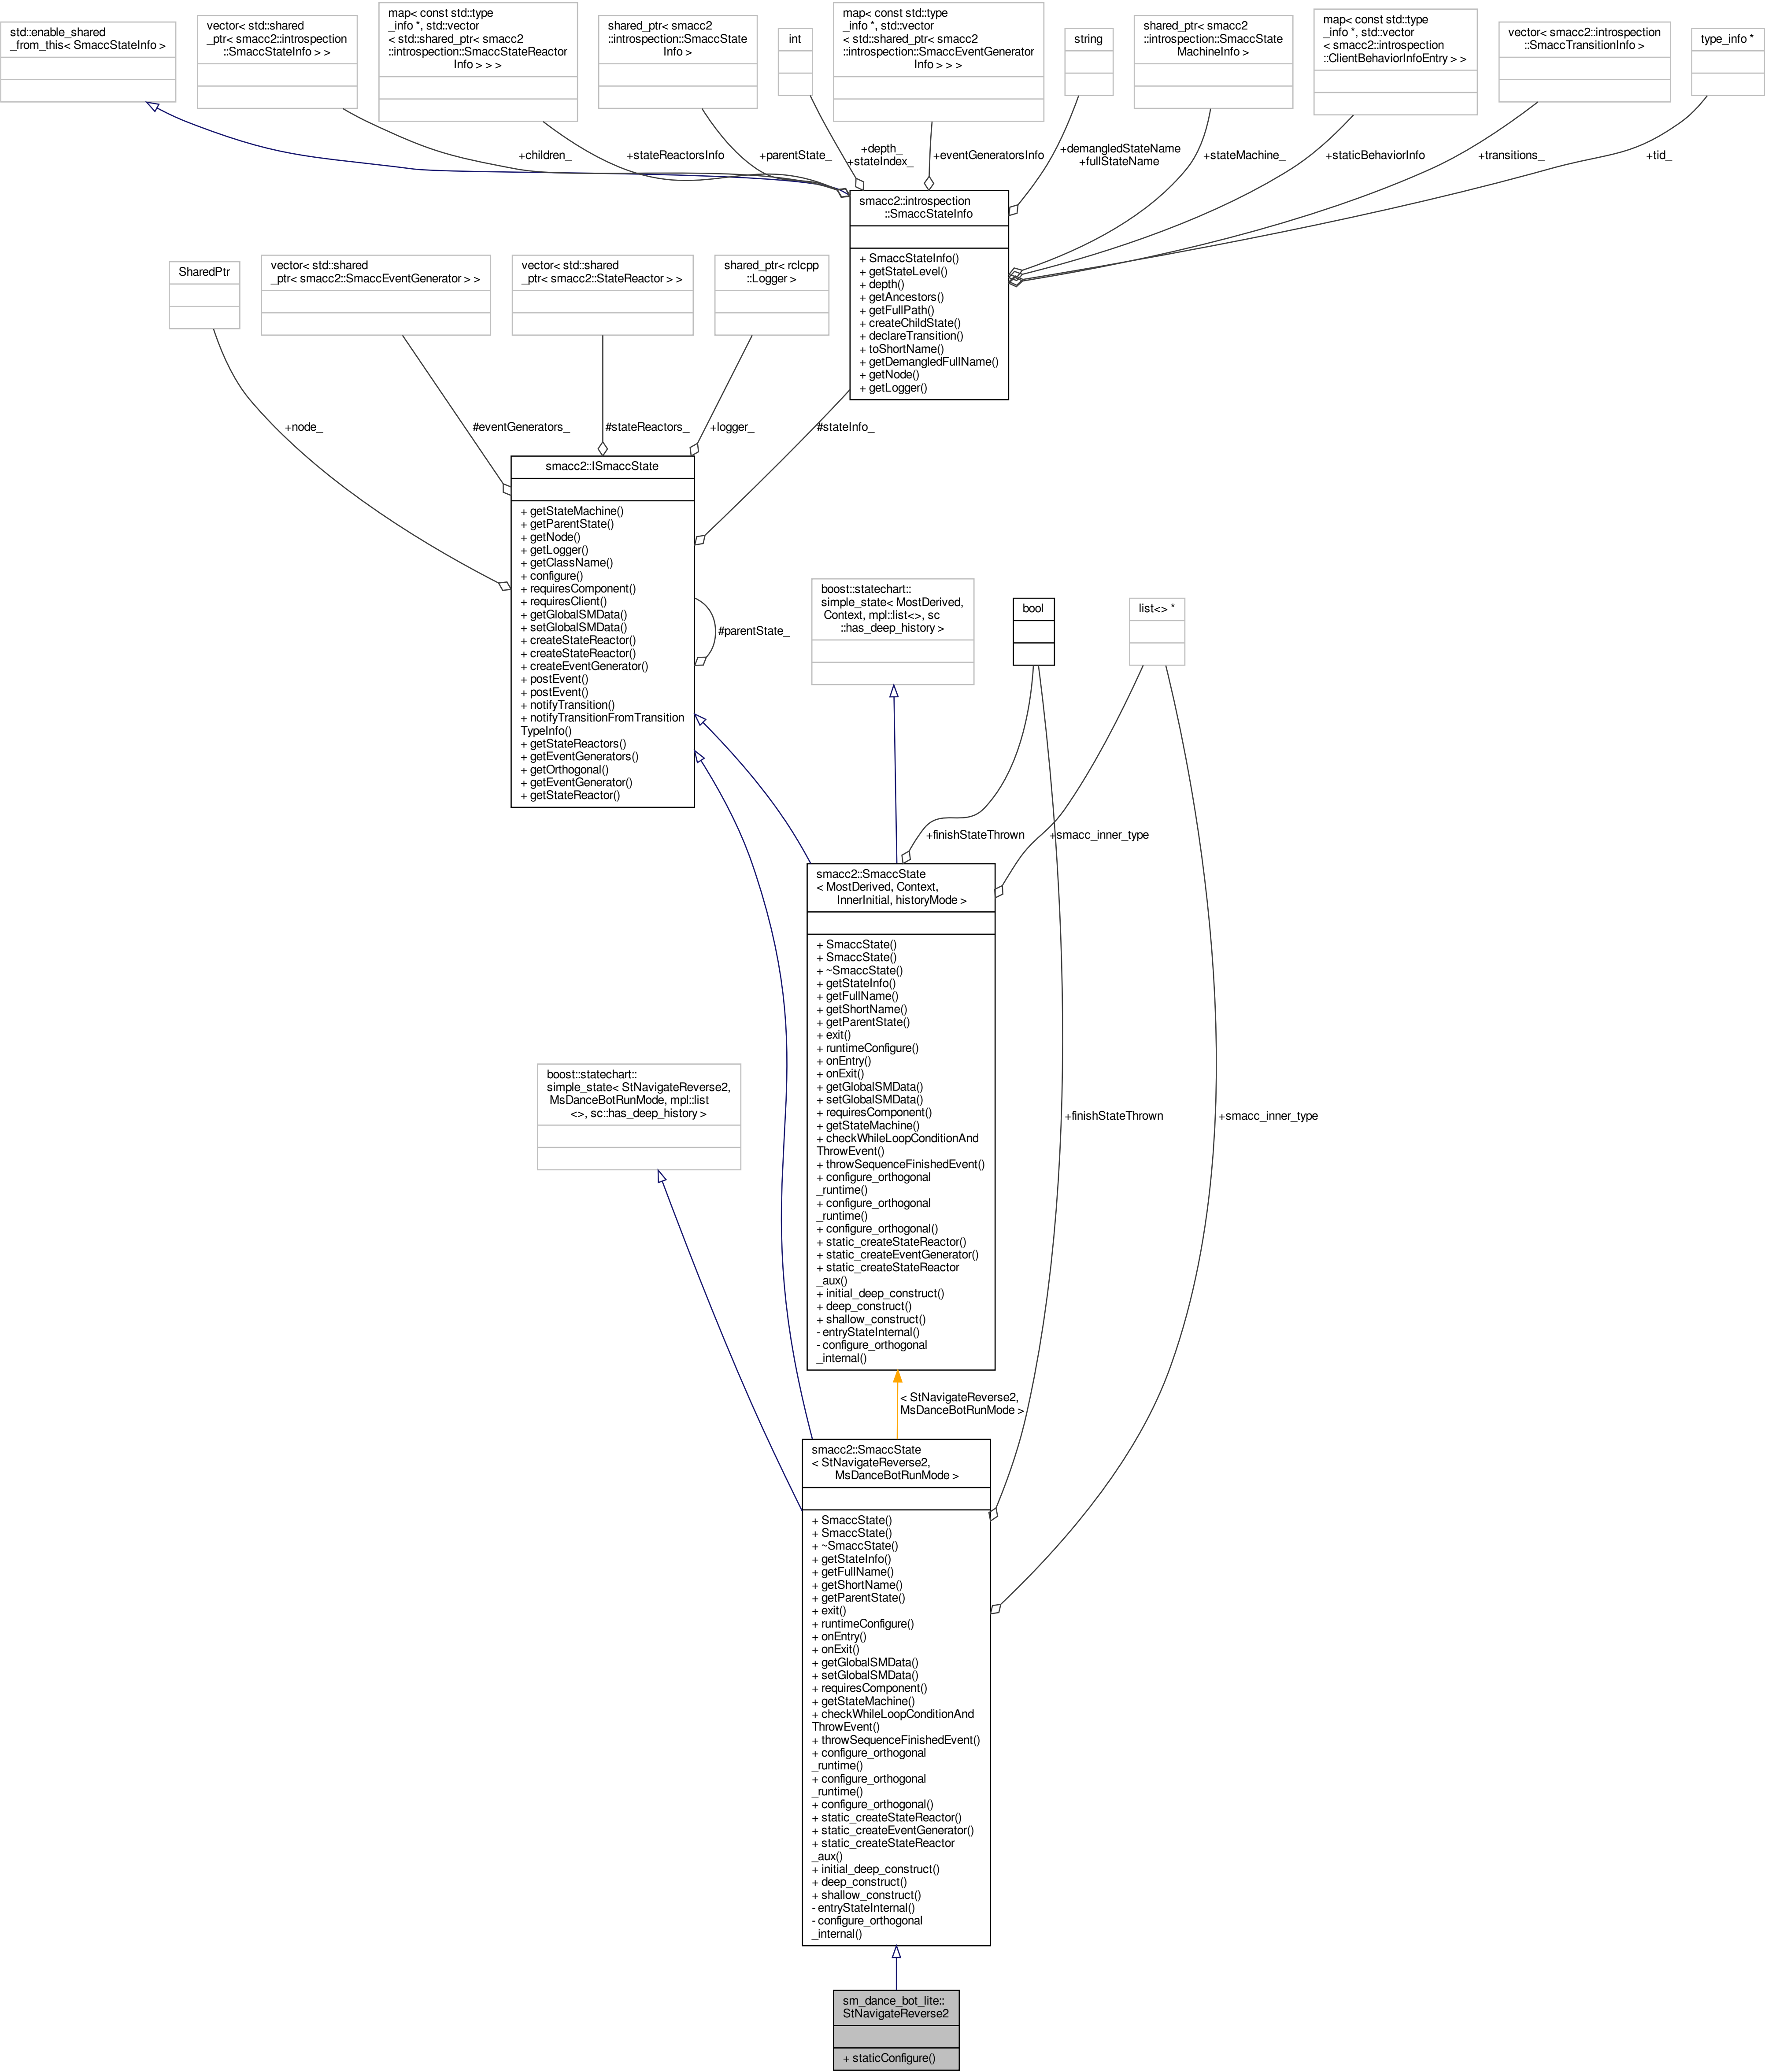 std::enable_shared
_from_this< SmaccStateInfo >
vector< std::shared
_ptr< smacc2::introspection
::SmaccStateInfo > >
map< const std::type
_info *, std::vector
< std::shared_ptr< smacc2
::introspection::SmaccStateReactor
Info > > >
shared_ptr< smacc2
::introspection::SmaccState
Info >
int
map< const std::type
_info *, std::vector
< std::shared_ptr< smacc2
::introspection::SmaccEventGenerator
Info > > >
string
shared_ptr< smacc2
::introspection::SmaccState
MachineInfo >
map< const std::type
_info *, std::vector
< smacc2::introspection
::ClientBehaviorInfoEntry > >
vector< smacc2::introspection
::SmaccTransitionInfo >
type_info *
+children_
+stateReactorsInfo
+parentState_
+depth_
+stateIndex_
+eventGeneratorsInfo
+demangledStateName
+fullStateName
+stateMachine_
+staticBehaviorInfo
+transitions_
+tid_
smacc2::introspection
::SmaccStateInfo
+ SmaccStateInfo()
+ getStateLevel()
+ depth()
+ getAncestors()
+ getFullPath()
+ createChildState()
+ declareTransition()
+ toShortName()
+ getDemangledFullName()
+ getNode()
+ getLogger()
SharedPtr
vector< std::shared
_ptr< smacc2::SmaccEventGenerator > >
vector< std::shared
_ptr< smacc2::StateReactor > >
shared_ptr< rclcpp
::Logger >
+node_
#eventGenerators_
#stateReactors_
+logger_
#stateInfo_
smacc2::ISmaccState
+ getStateMachine()
+ getParentState()
+ getNode()
+ getLogger()
+ getClassName()
+ configure()
+ requiresComponent()
+ requiresClient()
+ getGlobalSMData()
+ setGlobalSMData()
+ createStateReactor()
+ createStateReactor()
+ createEventGenerator()
+ postEvent()
+ postEvent()
+ notifyTransition()
+ notifyTransitionFromTransition
TypeInfo()
+ getStateReactors()
+ getEventGenerators()
+ getOrthogonal()
+ getEventGenerator()
+ getStateReactor()
#parentState_
boost::statechart::
simple_state< MostDerived,
Context, mpl::list<>, sc
::has_deep_history >
bool
list<> *
+finishStateThrown
+smacc_inner_type
smacc2::SmaccState
< MostDerived, Context,
InnerInitial, historyMode >
+ SmaccState()
+ SmaccState()
+ ~SmaccState()
+ getStateInfo()
+ getFullName()
+ getShortName()
+ getParentState()
+ exit()
+ runtimeConfigure()
+ onEntry()
+ onExit()
+ getGlobalSMData()
+ setGlobalSMData()
+ requiresComponent()
+ getStateMachine()
+ checkWhileLoopConditionAnd
ThrowEvent()
+ throwSequenceFinishedEvent()
+ configure_orthogonal
_runtime()
+ configure_orthogonal
_runtime()
+ configure_orthogonal()
+ static_createStateReactor()
+ static_createEventGenerator()
+ static_createStateReactor
_aux()
+ initial_deep_construct()
+ deep_construct()
+ shallow_construct()
- entryStateInternal()
- configure_orthogonal
_internal()
boost::statechart::
simple_state< StNavigateReverse2,
MsDanceBotRunMode, mpl::list
<>, sc::has_deep_history >
+finishStateThrown
+smacc_inner_type
< StNavigateReverse2,
MsDanceBotRunMode >
smacc2::SmaccState
< StNavigateReverse2,
MsDanceBotRunMode >
+ SmaccState()
+ SmaccState()
+ ~SmaccState()
+ getStateInfo()
+ getFullName()
+ getShortName()
+ getParentState()
+ exit()
+ runtimeConfigure()
+ onEntry()
+ onExit()
+ getGlobalSMData()
+ setGlobalSMData()
+ requiresComponent()
+ getStateMachine()
+ checkWhileLoopConditionAnd
ThrowEvent()
+ throwSequenceFinishedEvent()
+ configure_orthogonal
_runtime()
+ configure_orthogonal
_runtime()
+ configure_orthogonal()
+ static_createStateReactor()
+ static_createEventGenerator()
+ static_createStateReactor
_aux()
+ initial_deep_construct()
+ deep_construct()
+ shallow_construct()
- entryStateInternal()
- configure_orthogonal
_internal()
sm_dance_bot_lite::
StNavigateReverse2
+ staticConfigure()